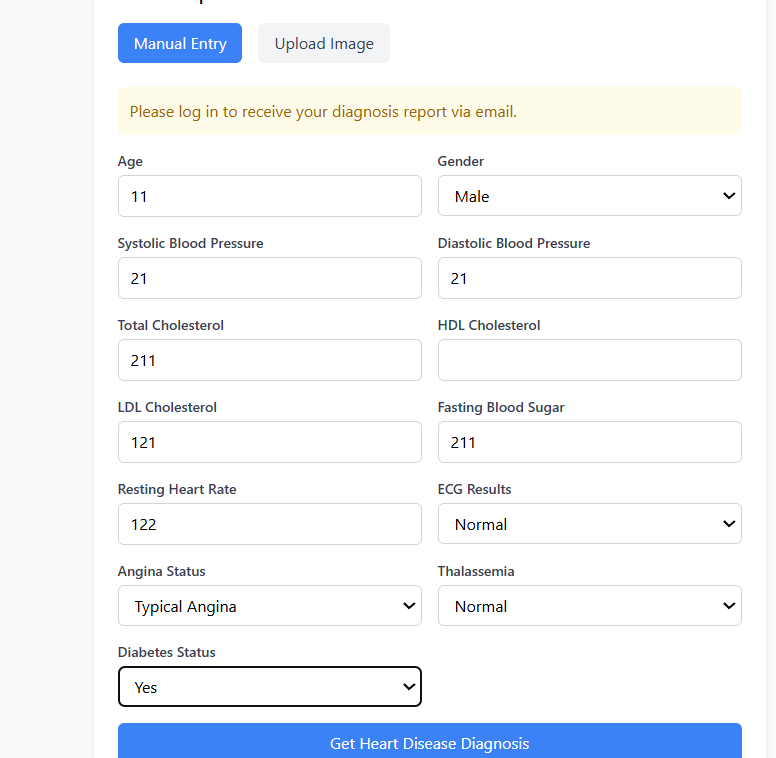 Manual Entry Upload Image
Please log in to receive your diagnosis report via email.
Age Gender
11 Male
Systolic Blood Pressure Diastolic Blood Pressure
21 21
Total Cholesterol HDL Cholesterol
211
LDL Cholesterol Fasting Blood Sugar
121 211
Resting Heart Rate ECG Results
122 Normal
Angina Status Thalassemia
Typical Angina Normal
Diabetes Status
Yes
Get Heart Disease Diagnosis